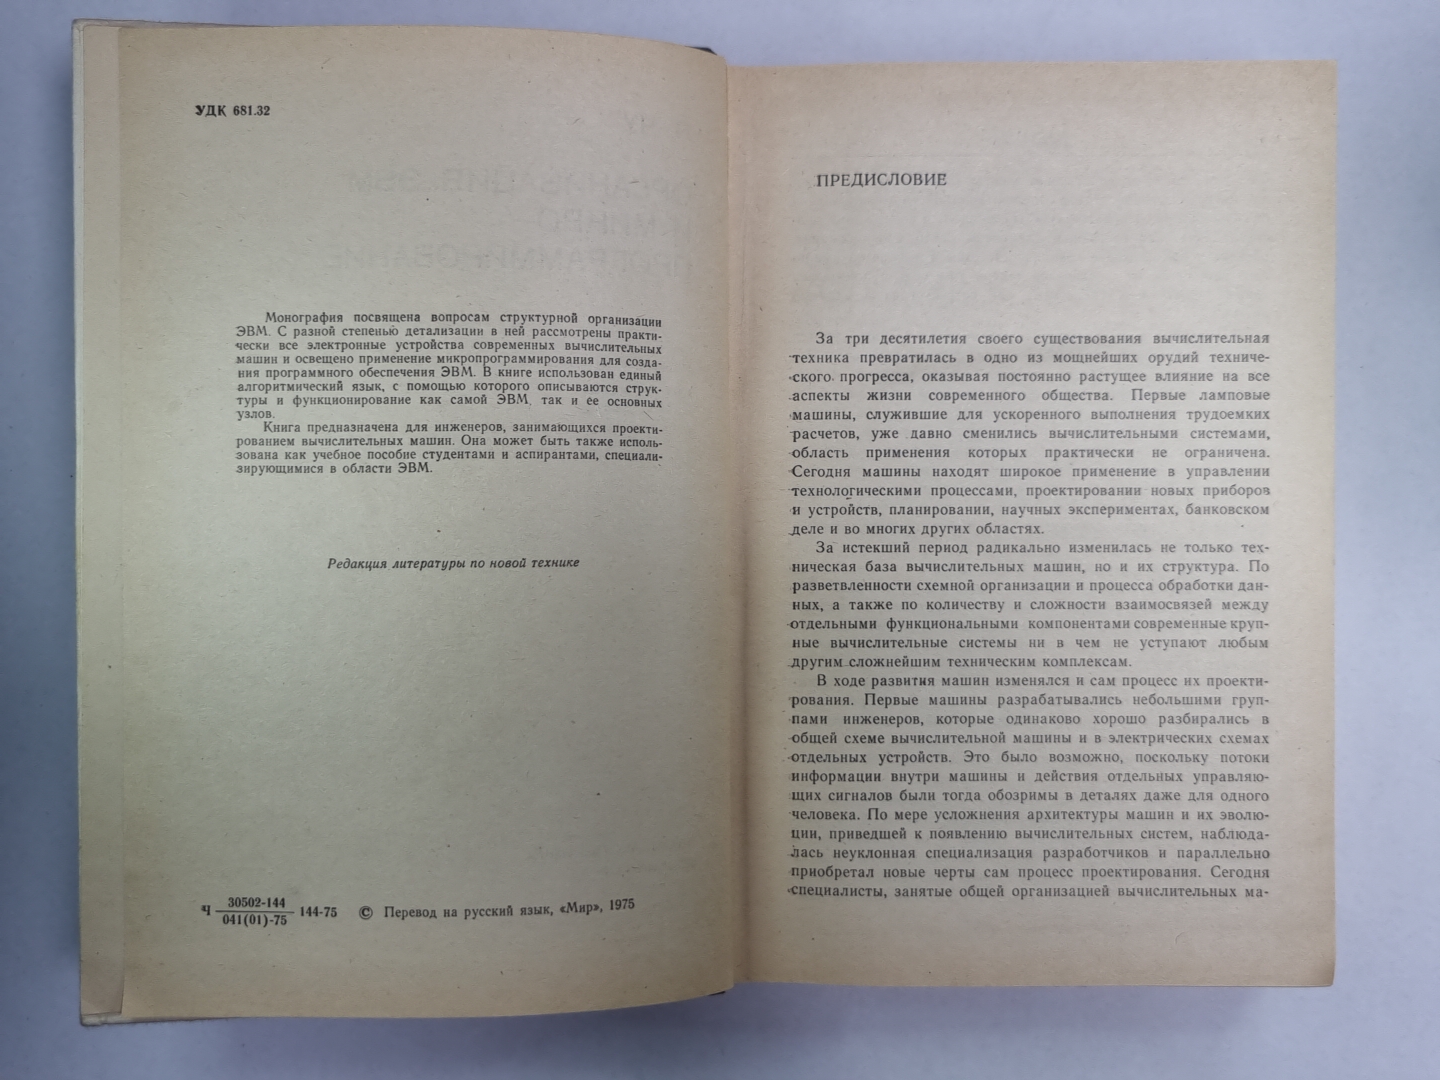 УДК 681.32
Монография посвящена вопросам структурной организации
ЭВМ. С разной степенью детализации в ней рассмотрены практи-
чески все электронные устройства современных вычислительных
машин и освещено применение микропрограммирования для созда-
ния программного обеспечения ЭВМ. В книге использован единый
алгоритмический язык, с помощью которого описываются струк-
туры и функционирование как самой ЭВМ, так и ее основных
узлов.
Книга предназначена для инженеров, занимающихся проекти-
рованием вычислительных машин. Она может быть также исполь-
зована как учебное пособие студентами и аспирантами, специали-
зирующимися в области ЭВМ.
Редакция литературы по новой технике
Ч 30502-144
041(01)-75 144-75 © Перевод на русский язык, «Мир», 1975
ПРЕДИСЛОВИЕ
За три десятилетия своего существования вычислительная
техника превратилась в одно из мощнейших орудий техниче-
ского прогресса, оказывая постоянно растущее влияние на все
аспекты жизни современного общества. Первые ламповые
машины, служившие для ускоренного выполнения трудоемких
расчетов, уже давно сменились вычислительными системами,
область применения которых практически не ограничена.
Сегодня машины находят широкое применение в управлении
технологическими процессами, проектировании новых приборов
и устройств, планировании, научных экспериментах, банковском
деле и во многих других областях.
За истекший период радикально изменилась не только тех-
ническая база вычислительных машин, но и их структура. По
разветвленности схемной организации и процесса обработки дан-
ных, а также по количеству и сложности взаимосвязей между
отдельными функциональными компонентами современные круп-
ные вычислительные системы ни в чем не уступают любым
другим сложнейшим техническим комплексам.
В ходе развития машин изменялся и сам процесс их проекти-
рования. Первые машины разрабатывались небольшими груп-
пами инженеров, которые одинаково хорошо разбирались в
общей схеме вычислительной машины и в электрических схемах
отдельных устройств. Это было возможно, поскольку потоки
информации внутри машины и действия отдельных управляю-
щих сигналов были тогда обозримы в деталях даже для одного
человека. По мере усложнения архитектуры машин и их эволю-
ции, приведшей к появлению вычислительных систем, наблюда-
лась неуклонная специализация разработчиков и параллельно
приобретал новые черты сам процесс проектирования. Сегодня
специалисты, занятые общей организацией вычислительных ма-